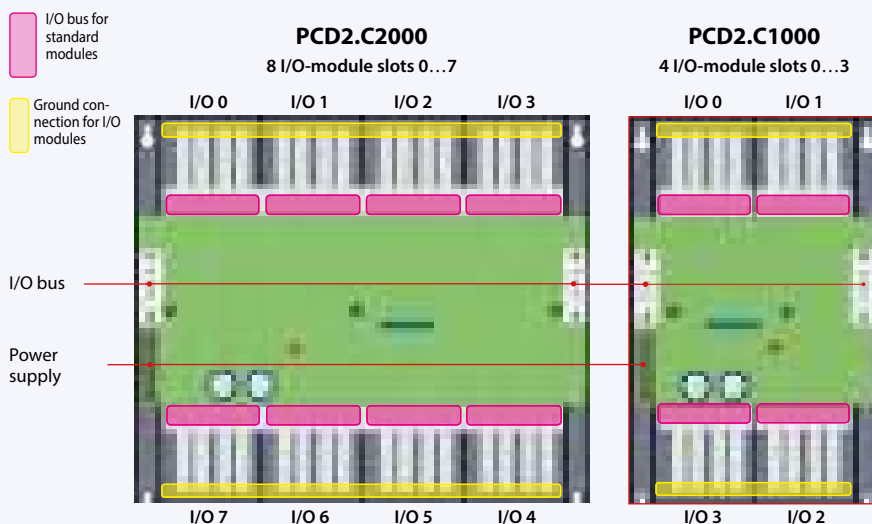 I/O bus for
standard
modules
Ground con-
nection for I/O
modules
PCD2.C2000
8 I/O-module slots 0…7
I/O 0 I/O 1 I/O 2 I/O 3
PCD2.C1000
4 I/O-module slots 0…3
I/O 0 I/O 1
I/O bus
Power
supply
I/O 7 I/O 6 I/O 5 I/O 4
I/O 3 I/O 2